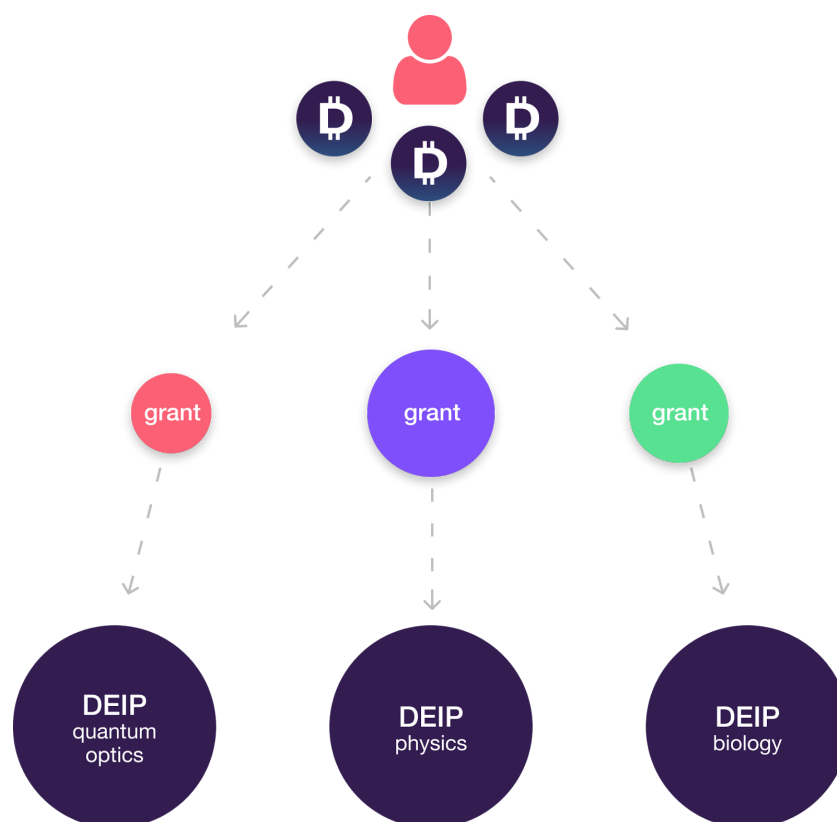 grant
grant
grant
DEIP
quantum
optics
DEIP
physics
DEIP
biology